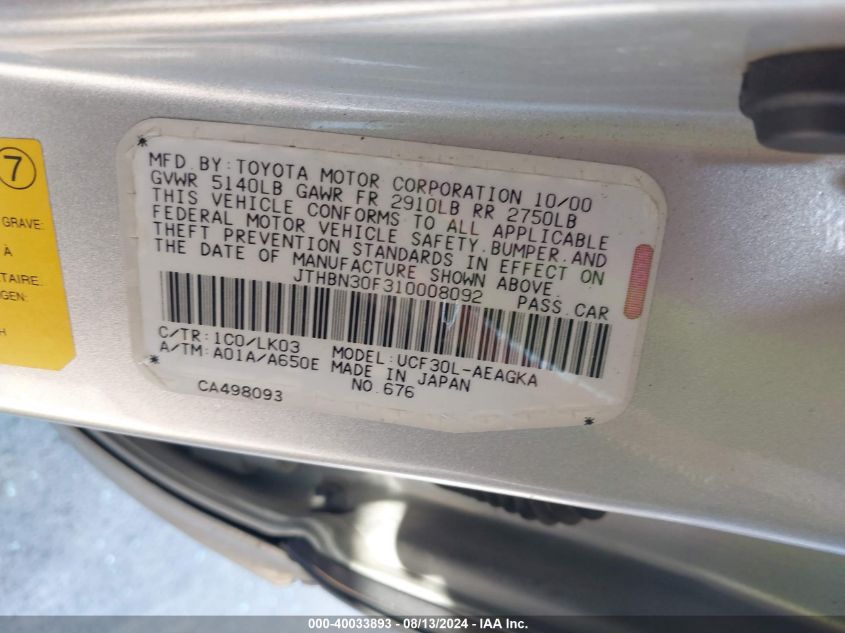 7
GRAVE:
À
TAIRE.
GEN:
H
MFD. BY: TOYOTA MOTOR CORPORATION 10/00
GVWR 5140LB GAWR FR 2910LB RR 2750LB
THIS VEHICLE CONFORMS TO ALL APPLICABLE
FEDERAL MOTOR VEHICLE SAFETY, BUMPER, AND
THEFT PREVENTION STANDARDS IN EFFECT ON
THE DATE OF MANUFACTURE SHOWN ABOVE.
JTHBN30F310008092 PASS. CAR
C/TR: 1C0/LK03 MODEL: UCF30L-AEAGKA
A/TM: A01A/A650E MADE IN JAPAN
CA498093 NO. 676
000-40033893 - 08/13/2024 - IAAI.